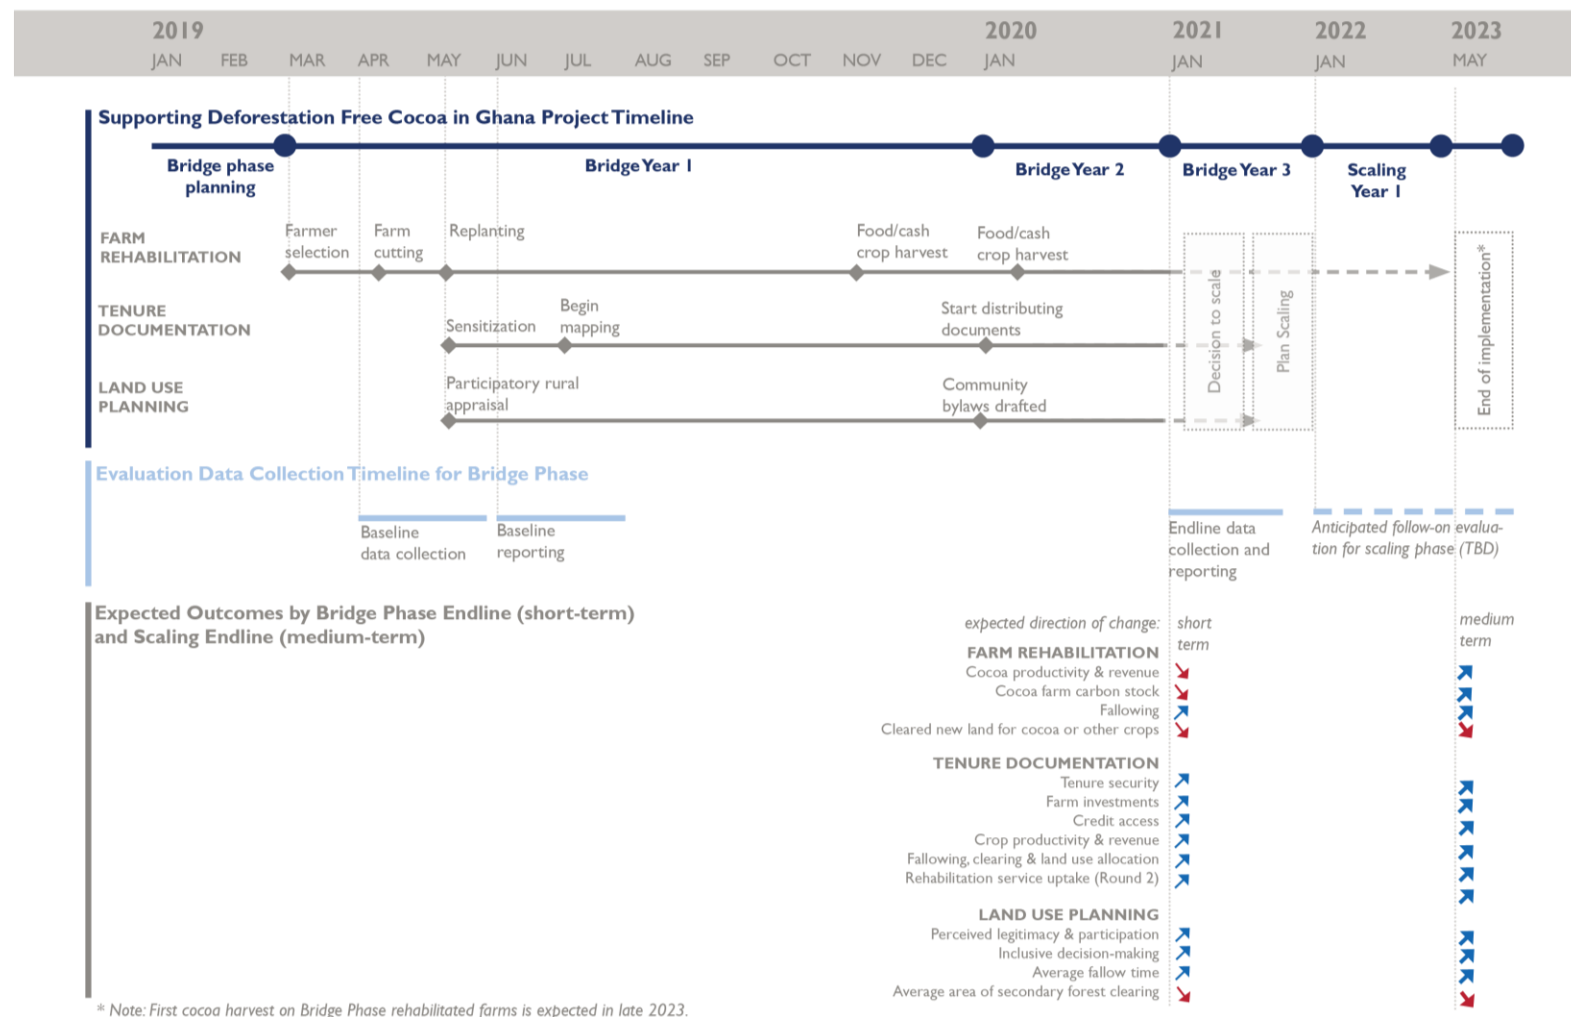 2019 2020 2021 2022 2023
JAN FEB MAR APR MAY JUN JUL AUG SEP OCT NOV DEC JAN JAN JAN MAY
Supporting Deforestation Free Cocoa in Ghana Project Timeline
Bridge phase
planning
Bridge Year 1
Bridge Year 2
Bridge Year 3
Scaling
Year 1
FARM
REHABILITATION
Farmer
selection
Farm
cutting
Replanting
Food/cash
crop harvest
Food/cash
crop harvest
TENURE
DOCUMENTATION
Sensitization
Begin
mapping
Start distributing
documents
LAND USE
PLANNING
Participatory rural
appraisal
Community
bylaws drafted
Decision to scale
Plan Scaling
End of implementation*
Evaluation Data Collection Timeline for Bridge Phase
Baseline
data collection
Baseline
reporting
Endline data
collection and
reporting
Anticipated follow-on evalua-
tion for scaling phase (TBD)
Expected Outcomes by Bridge Phase Endline (short-term)
and Scaling Endline (medium-term)
expected direction of change:
short
term
medium
term
FARM REHABILITATION
Cocoa productivity & revenue
Cocoa farm carbon stock
Fallowing
Cleared new land for cocoa or other crops
TENURE DOCUMENTATION
Tenure security
Farm investments
Credit access
Crop productivity & revenue
Fallowing, clearing & land use allocation
Rehabilitation service uptake (Round 2)
LAND USE PLANNING
Perceived legitimacy & participation
Inclusive decision-making
Average fallow time
Average area of secondary forest clearing
* Note: First cocoa harvest on Bridge Phase rehabilitated farms is expected in late 2023.